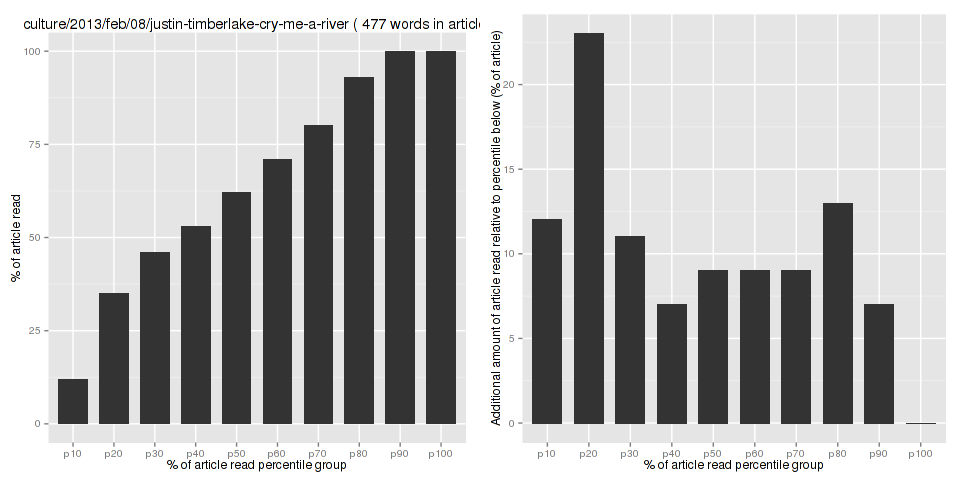 culture/2013/feb/08/justin-timberlake-cry-me-a-river ( 477 words in articl
100
75
50
25
0
% of article read
p10 p20 p30 p40 p50 p60 p70 p80 p90 p100
% of article read percentile group
Additional amount of article read relative to percentile below (% of article)
20
15
10
5
0
p10 p20 p30 p40 p50 p60 p70 p80 p90 p100
% of article read percentile group